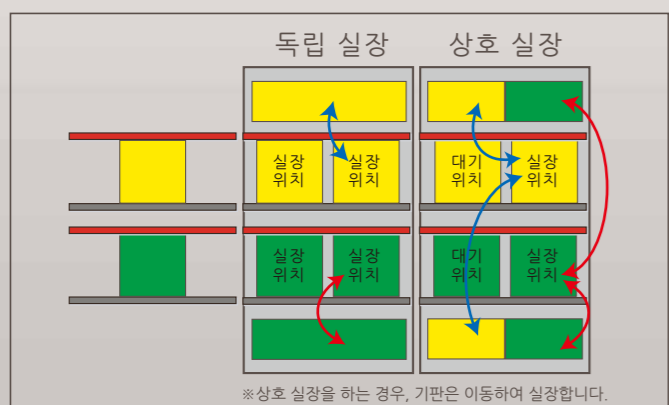 독립 실장
상호 실장
실장
위치
실장
위치
대기
위치
실장
위치
실장
위치
실장
위치
대기
위치
실장
위치
※상호 실장을 하는 경우, 기판은 이동하여 실장합니다.